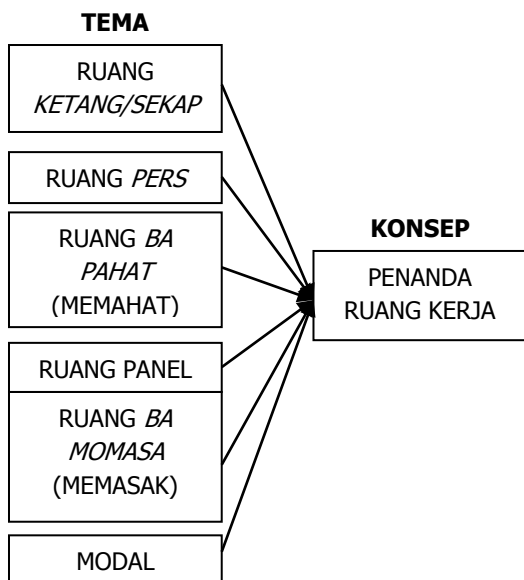 TEMA
RUANG
KETANG/SEKAP
RUANG PERS
RUANG BA
PAHAT
(MEMAHAT)
RUANG PANEL
RUANG BA
MOMASA
(MEMASAK)
MODAL
KONSEP
PENANDA
RUANG KERJA